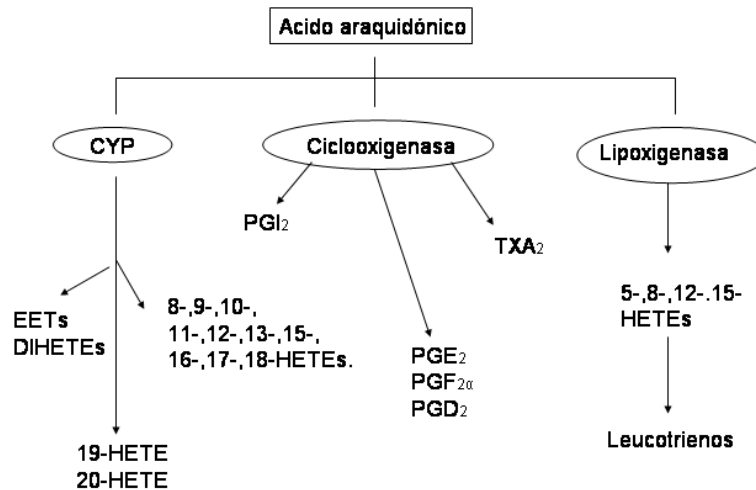 Acido araquidónico
CYP
Ciclooxigenasa
Lipoxigenasa
PGI2
TXA2
EETs
DIHETEs
8-,9-,10-,
11-,12-,13-,15-,
16-,17-,18-HETEs.
5-,8-,12-.15-
HETEs
PGE2
PGF2α
PGD2
19-HETE
20-HETE
Leucotrienos